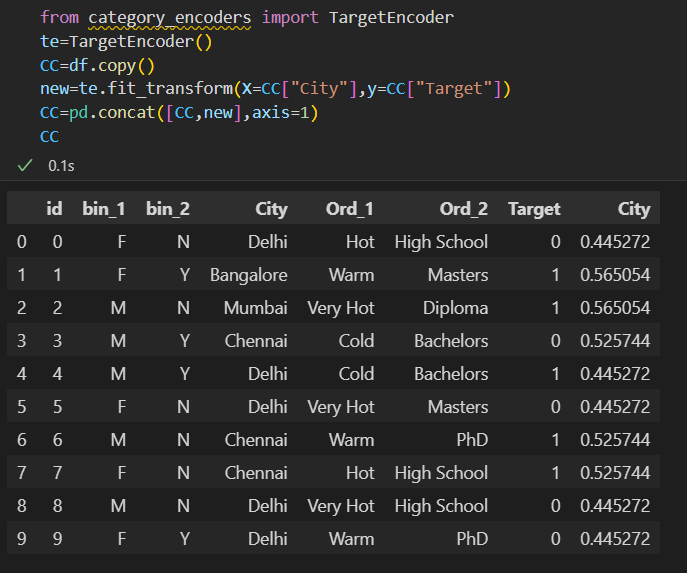 from category_encoders import TargetEncoder
te=TargetEncoder()
CC=df.copy()
new=te.fit_transform(X=CC["City"],y=CC["Target"])
CC=pd.concat([CC,new],axis=1)
CC
0.1s
id bin_1 bin_2 City Ord_1 Ord_2 Target City
0 0 F N Delhi Hot High School 0 0.445272
1 1 F Y Bangalore Warm Masters 1 0.565054
2 2 M N Mumbai Very Hot Diploma 1 0.565054
3 3 M Y Chennai Cold Bachelors 0 0.525744
4 4 M Y Delhi Cold Bachelors 1 0.445272
5 5 F N Delhi Very Hot Masters 0 0.445272
6 6 M N Chennai Warm PhD 1 0.525744
7 7 F N Chennai Hot High School 1 0.525744
8 8 M N Delhi Very Hot High School 0 0.445272
9 9 F Y Delhi Warm PhD 0 0.445272